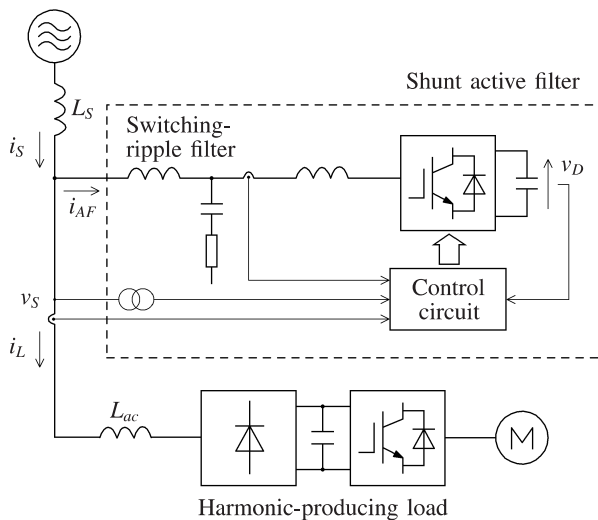 Shunt active filter
L_S
Switching-
ripple filter
i_S
v_D
i_AF
Control
circuit
v_S
i_L
L_ac
M
Harmonic-producing load